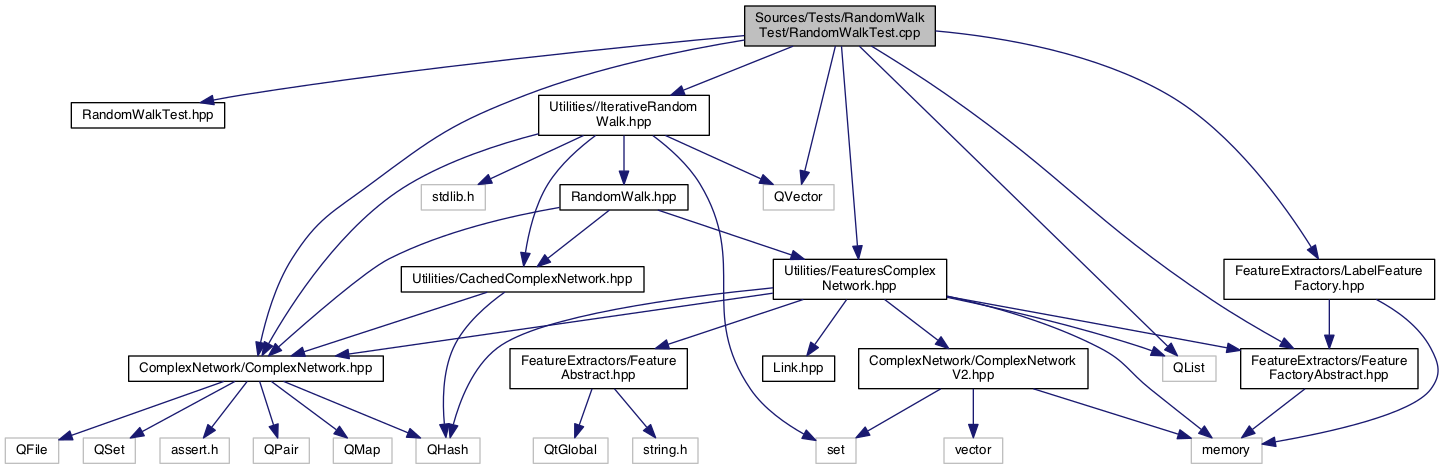 Sources/Tests/RandomWalk
Test/RandomWalkTest.cpp
RandomWalkTest.hpp
Utilities//IterativeRandom
Walk.hpp
stdlib.h
RandomWalk.hpp
QVector
Utilities/CachedComplexNetwork.hpp
Utilities/FeaturesComplex
Network.hpp
FeatureExtractors/LabelFeature
Factory.hpp
ComplexNetwork/ComplexNetwork.hpp
FeatureExtractors/Feature
Abstract.hpp
Link.hpp
ComplexNetwork/ComplexNetwork
V2.hpp
QList
FeatureExtractors/Feature
FactoryAbstract.hpp
QFile
QSet
assert.h
QPair
QMap
QHash
QtGlobal
string.h
set
vector
memory